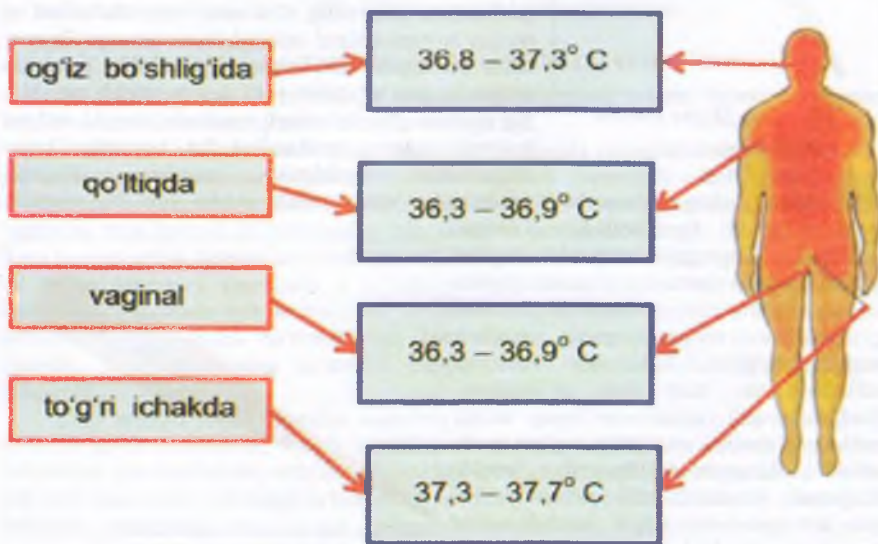 og‘iz bo‘shlig‘ida
36,8 – 37,3° C
qo‘ltiqda
36,3 – 36,9° C
vaginal
36,3 – 36,9° C
to‘g‘ri ichakda
37,3 – 37,7° C